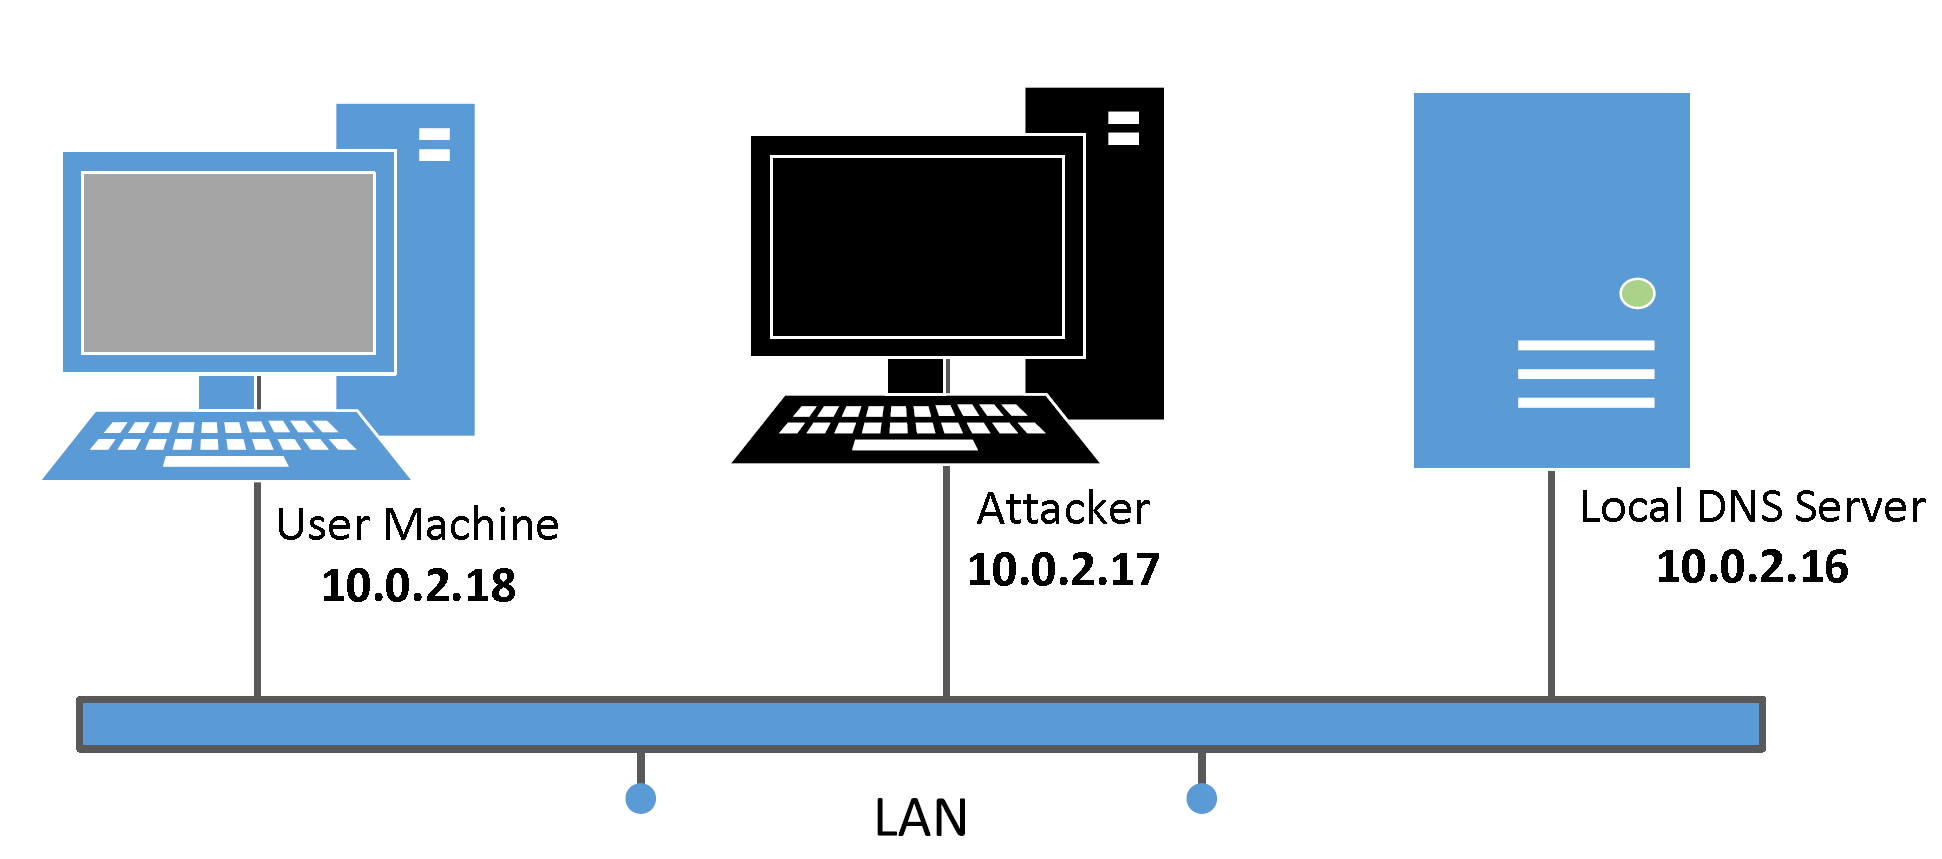 User Machine
10.0.2.18
Attacker
10.0.2.17
Local DNS Server
10.0.2.16
LAN